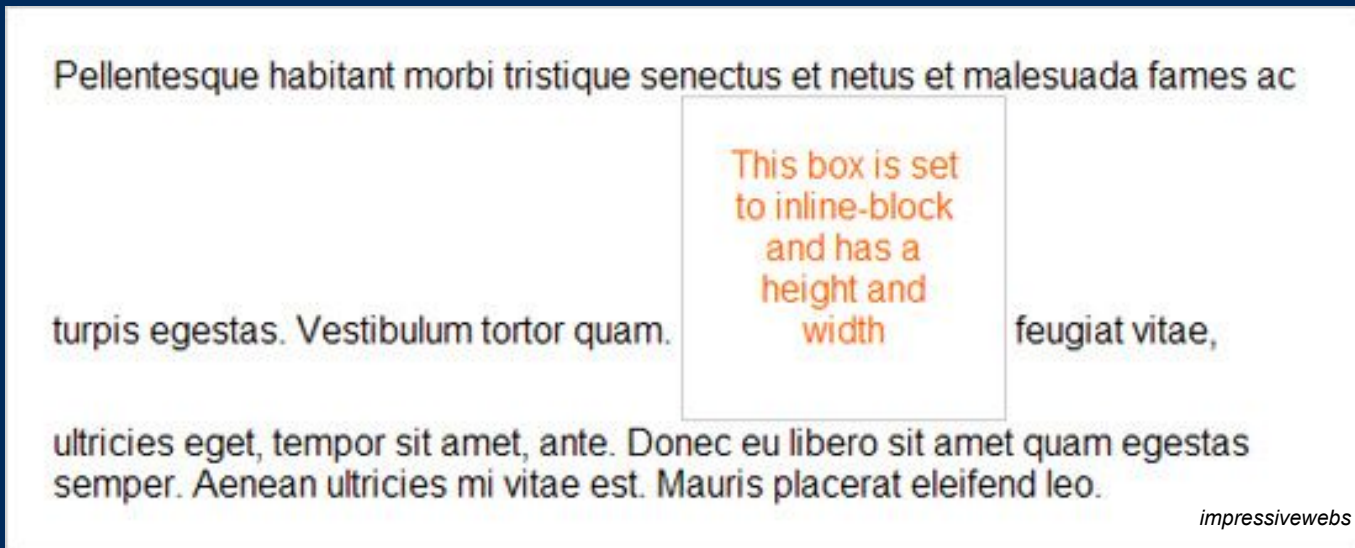 Pellentesque habitant morbi tristique senectus et netus et malesuada fames ac
This box is set
to inline-block
and has a
height and
turpis egestas. Vestibulum tortor quam. width feugiat vitae,
ultricies eget, tempor sit amet, ante. Donec eu libero sit amet quam egestas
semper. Aenean ultricies mi vitae est. Mauris placerat eleifend leo.
impressivewebs